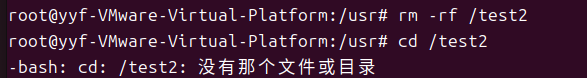 root@yyf-VMware-Virtual-Platform:/usr# rm -rf /test2
root@yyf-VMware-Virtual-Platform:/usr# cd /test2
-bash: cd: /test2: 没有那个文件或目录